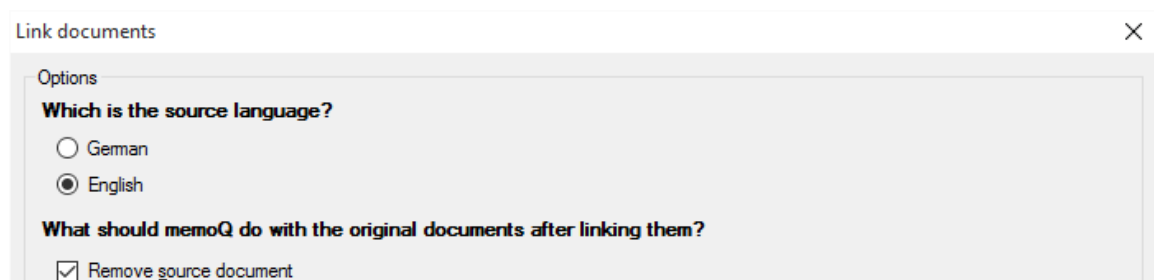 Link documents
Options
Which is the source language?
German
English
What should memoQ do with the original documents after linking them?
Remove source document